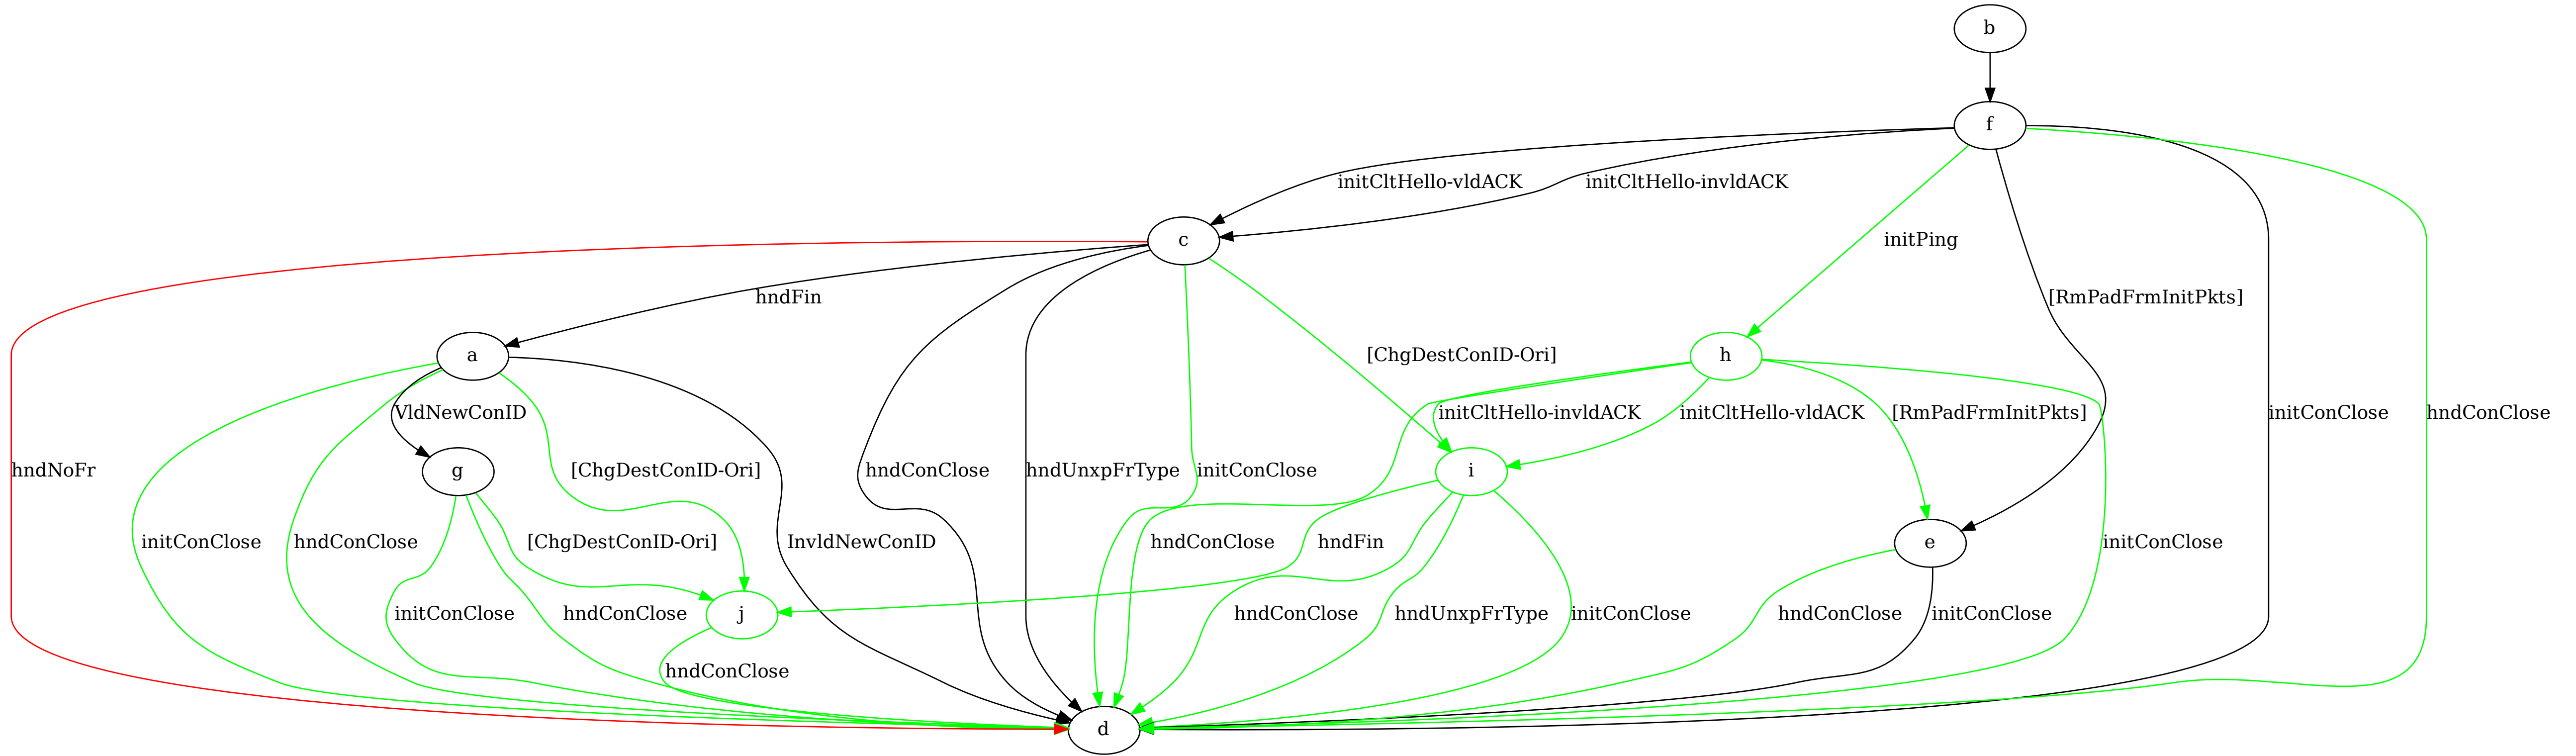 b
f
initCltHello-vldACK
initCltHello-invldACK
c
initPing
hndFin
[RmPadFrmInitPkts]
a
[ChgDestConID-Ori]
h
VldNewConID
initCltHello-invldACK
initCltHello-vldACK
[RmPadFrmInitPkts]
initConClose
hndConClose
hndNoFr
g
[ChgDestConID-Ori]
hndConClose
hndUnxpFrType
initConClose
i
initConClose
hndConClose
[ChgDestConID-Ori]
InvldNewConID
hndConClose
hndFin
e
initConClose
initConClose
hndConClose
j
hndConClose
hndUnxpFrType
initConClose
hndConClose
initConClose
hndConClose
d